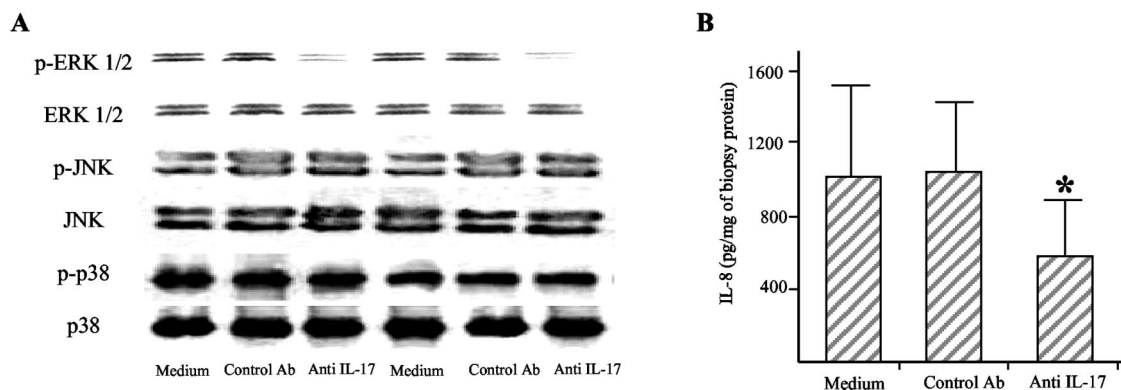 A
p-ERK 1/2
ERK 1/2
p-JNK
JNK
p-p38
p38
Medium Control Ab Anti IL-17 Medium Control Ab Anti IL-17
B
IL-8 (pg/mg of biopsy protein)
1600
1200
800
400
*
Medium Control Ab Anti IL-17